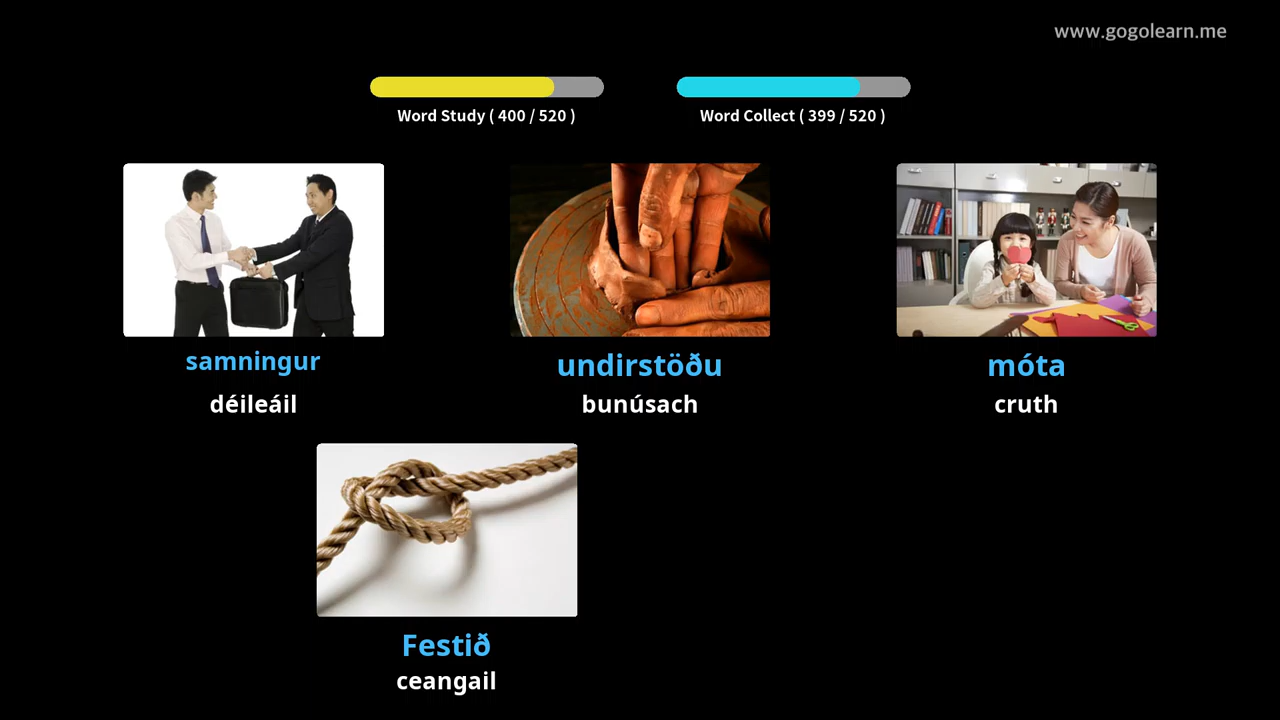 www.gogolearn.me
Word Study ( 400 / 520 )
Word Collect ( 399 / 520 )
samningur
undirstöðu
móta
déileáil
bunúsach
cruth
Festið
ceangail